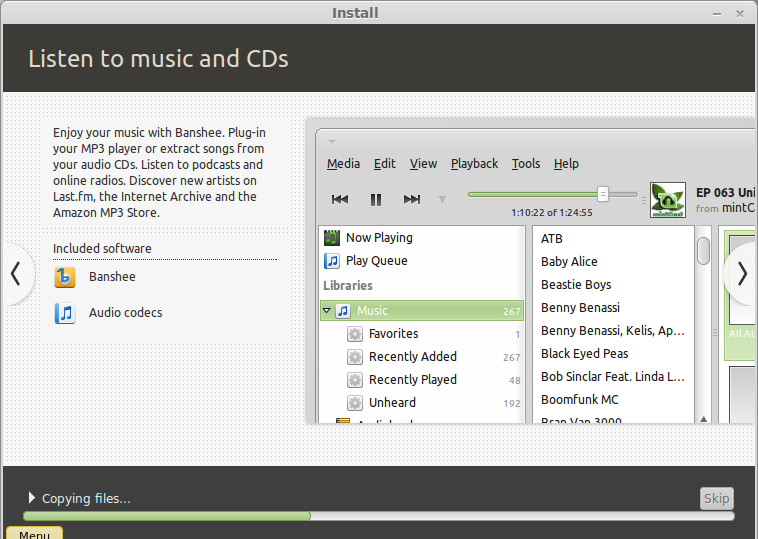 Install
Listen to music and CDs
Enjoy your music with Banshee. Plug-in
your MP3 player or extract songs from
your audio CDs. Listen to podcasts and
online radios. Discover new artists on
Last.fm, the Internet Archive and the
Amazon MP3 Store.
Included software
Banshee
Audio codecs
Media Edit View Playback Tools Help
1:10:22 of 1:24:55
EP 063 Uni
from mintC
Now Playing
Play Queue
Libraries
Music 267
Favorites 1
Recently Added 267
Recently Played 48
Unheard 192
ATB
Baby Alice
Beastie Boys
Benny Benassi
Benny Benassi, Kelis, Ap...
Black Eyed Peas
Bob Sinclar Feat. Linda L...
Boomfunk MC
Bran Van 3000
Copying files...
Skip
Menu